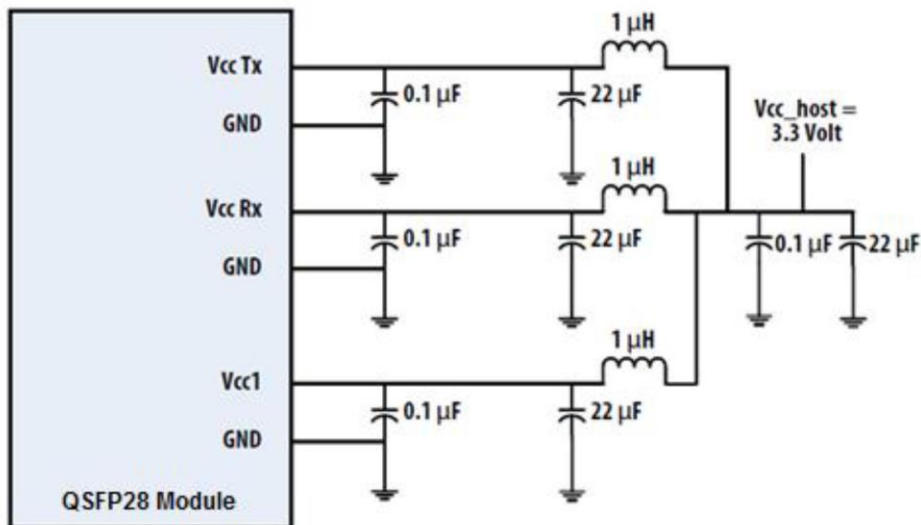 1 μH
Vcc Tx
0.1 μF
22 μF
GND
Vcc_host =
3.3 Volt
1 μH
Vcc Rx
0.1 μF
22 μF
0.1 μF
22 μF
GND
1 μH
Vcc1
0.1 μF
22 μF
GND
QSFP28 Module